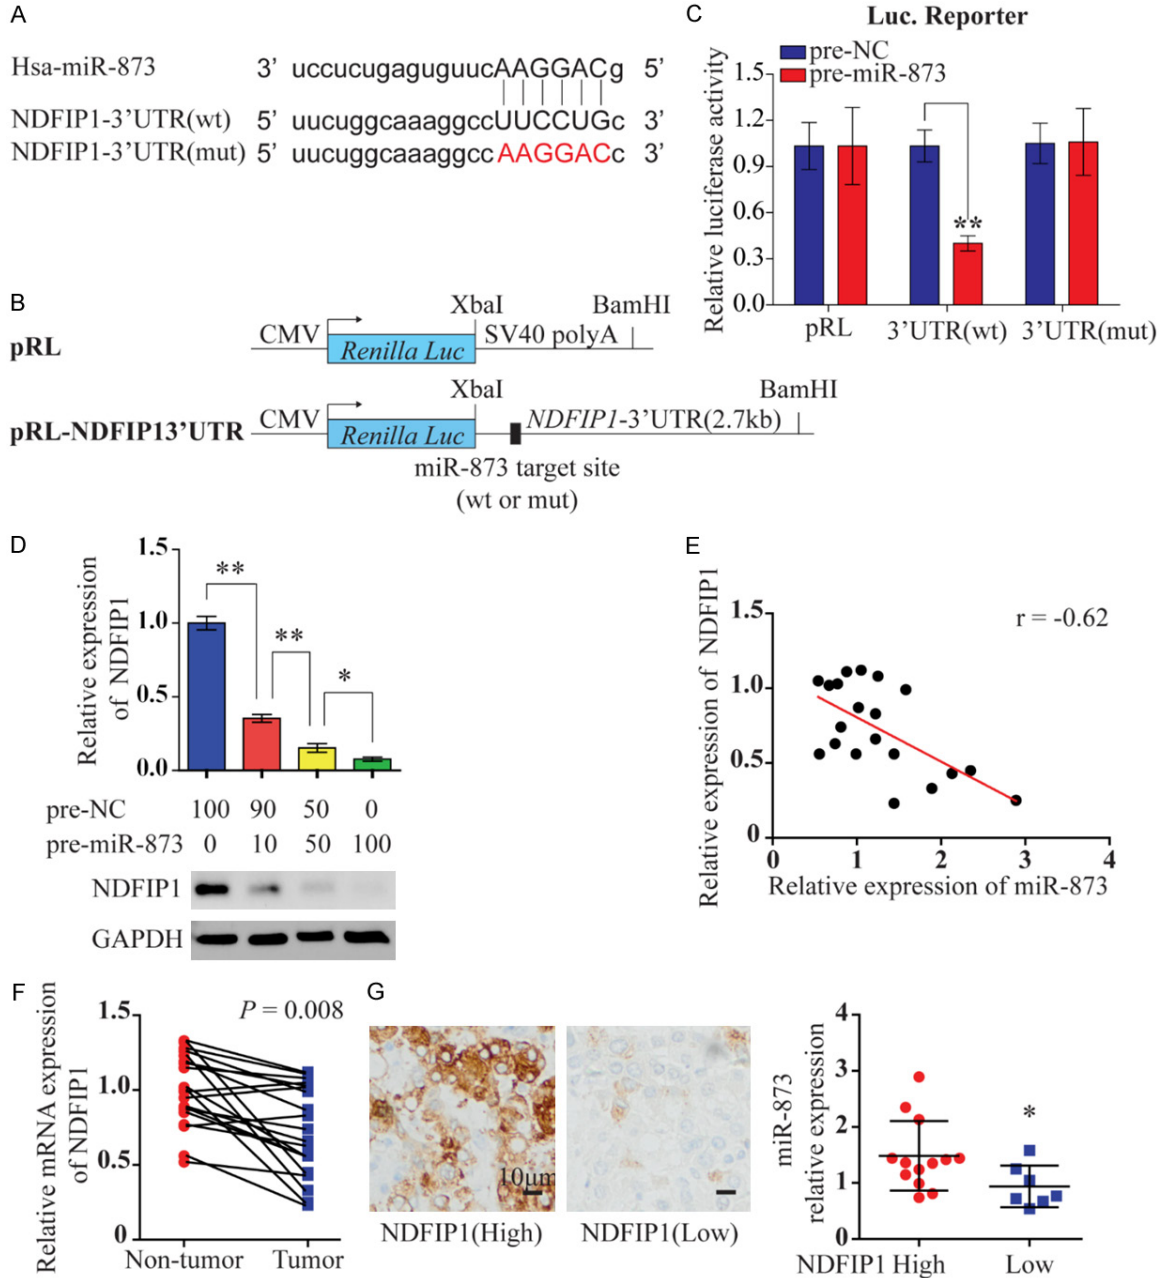 A
Hsa-miR-873 3’ uccucugaguguucAAGGACg 5’
NDFIP1-3’UTR(wt) 5’ uucuggcaaaggccUUCCUGc 3’
NDFIP1-3’UTR(mut) 5’ uucuggcaaaggccAAGGACc 3’
B
XbaI BamHI
pRL CMV Renilla Luc SV40 polyA
XbaI BamHI
pRL-NDFIP13’UTR CMV Renilla Luc NDFIP1-3’UTR(2.7kb)
miR-873 target site
(wt or mut)
C
Luc. Reporter
pre-NC
pre-miR-873
Relative luciferase activity
1.5
1.2
0.9
0.6
0.3
0.0
**
pRL 3’UTR(wt) 3’UTR(mut)
D
Relative expression
of NDFIP1
1.5
1.0
0.5
0.0
**
**
*
pre-NC 100 90 50 0
pre-miR-873 0 10 50 100
NDFIP1
GAPDH
E
Relative expression of NDFIP1
1.5
1.0
0.5
0
r = -0.62
0 1 2 3 4
Relative expression of miR-873
F
Relative mRNA expression
of NDFIP1
P = 0.008
1.5
1.0
0.5
0
Non-tumor Tumor
G
10μm
NDFIP1(High) NDFIP1(Low)
miR-873
relative expression
4
3
2
1
0
*
NDFIP1 High Low